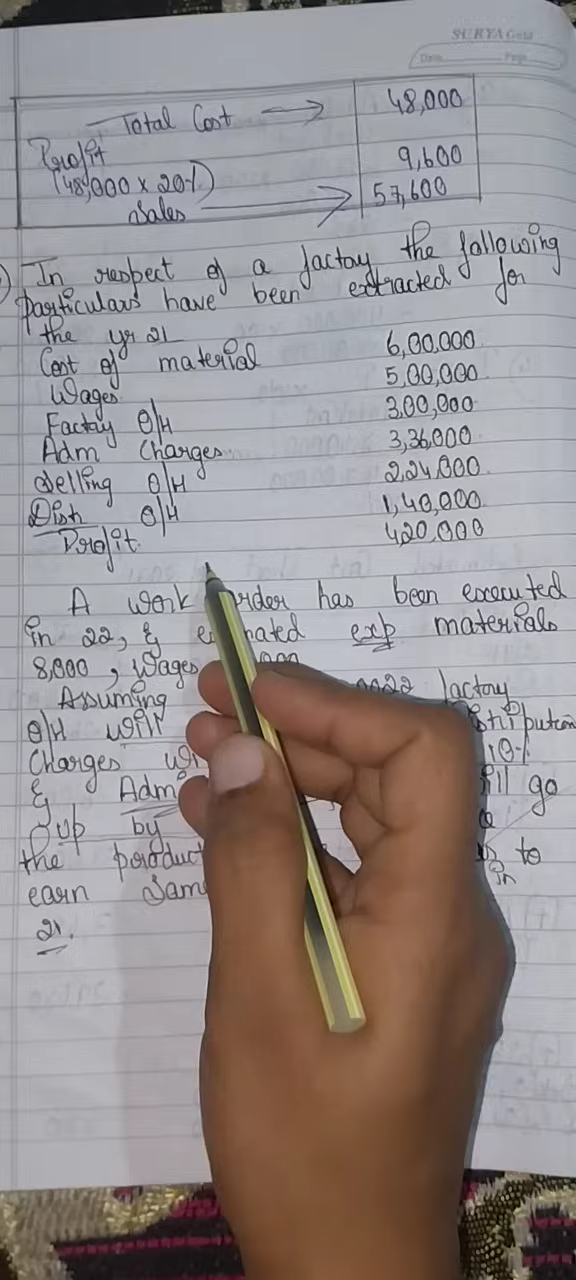 SURYA Gold
Date Page
Total Cost → 48,000
Profit
(48,000 x 20%) 9,600
Sales → 57,600
In respect of a factory the following
particulars have been extracted for
the yr 21
Cost of material 6,00,000
Wages 5,00,000
Factory O/H 3,00,000
Adm Charges 3,36,000
Selling O/H 2,24,000
Dish O/H 1,40,000
Profit 420,000
A work order has been executed
in 22, & exp materials
8,000, Wages
Assuming factory
O/H will
Charges 10%
& Adm go
up by
the to
earn Same in
21.